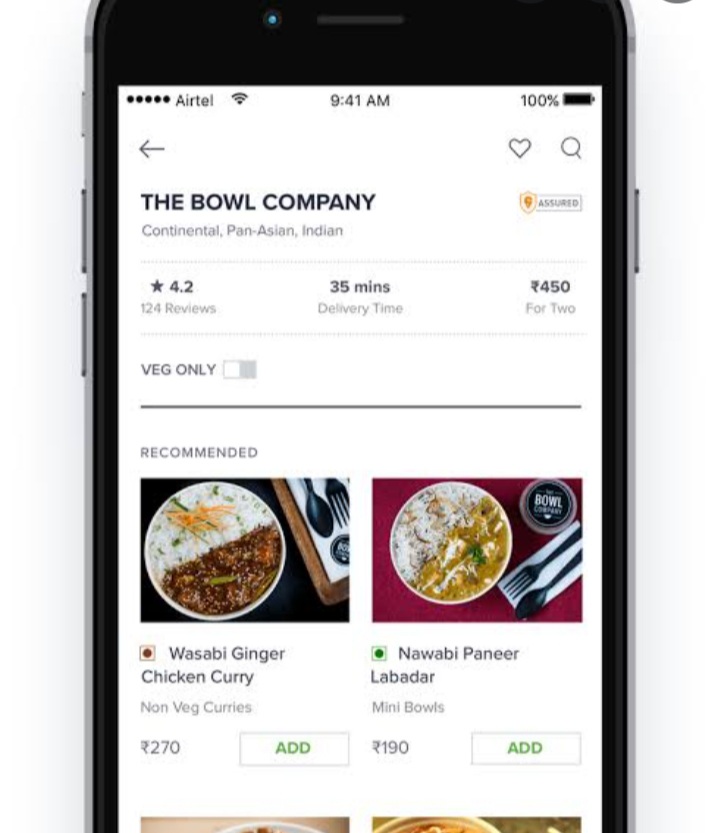 Airtel 9:41 AM 100%
THE BOWL COMPANY
ASSURED
Continental, Pan-Asian, Indian
★ 4.2 35 mins ₹450
124 Reviews Delivery Time For Two
VEG ONLY
RECOMMENDED
BOWL
COMPANY
Wasabi Ginger
Chicken Curry
Non Veg Curries
₹270 ADD
Nawabi Paneer
Labadar
Mini Bowls
₹190 ADD